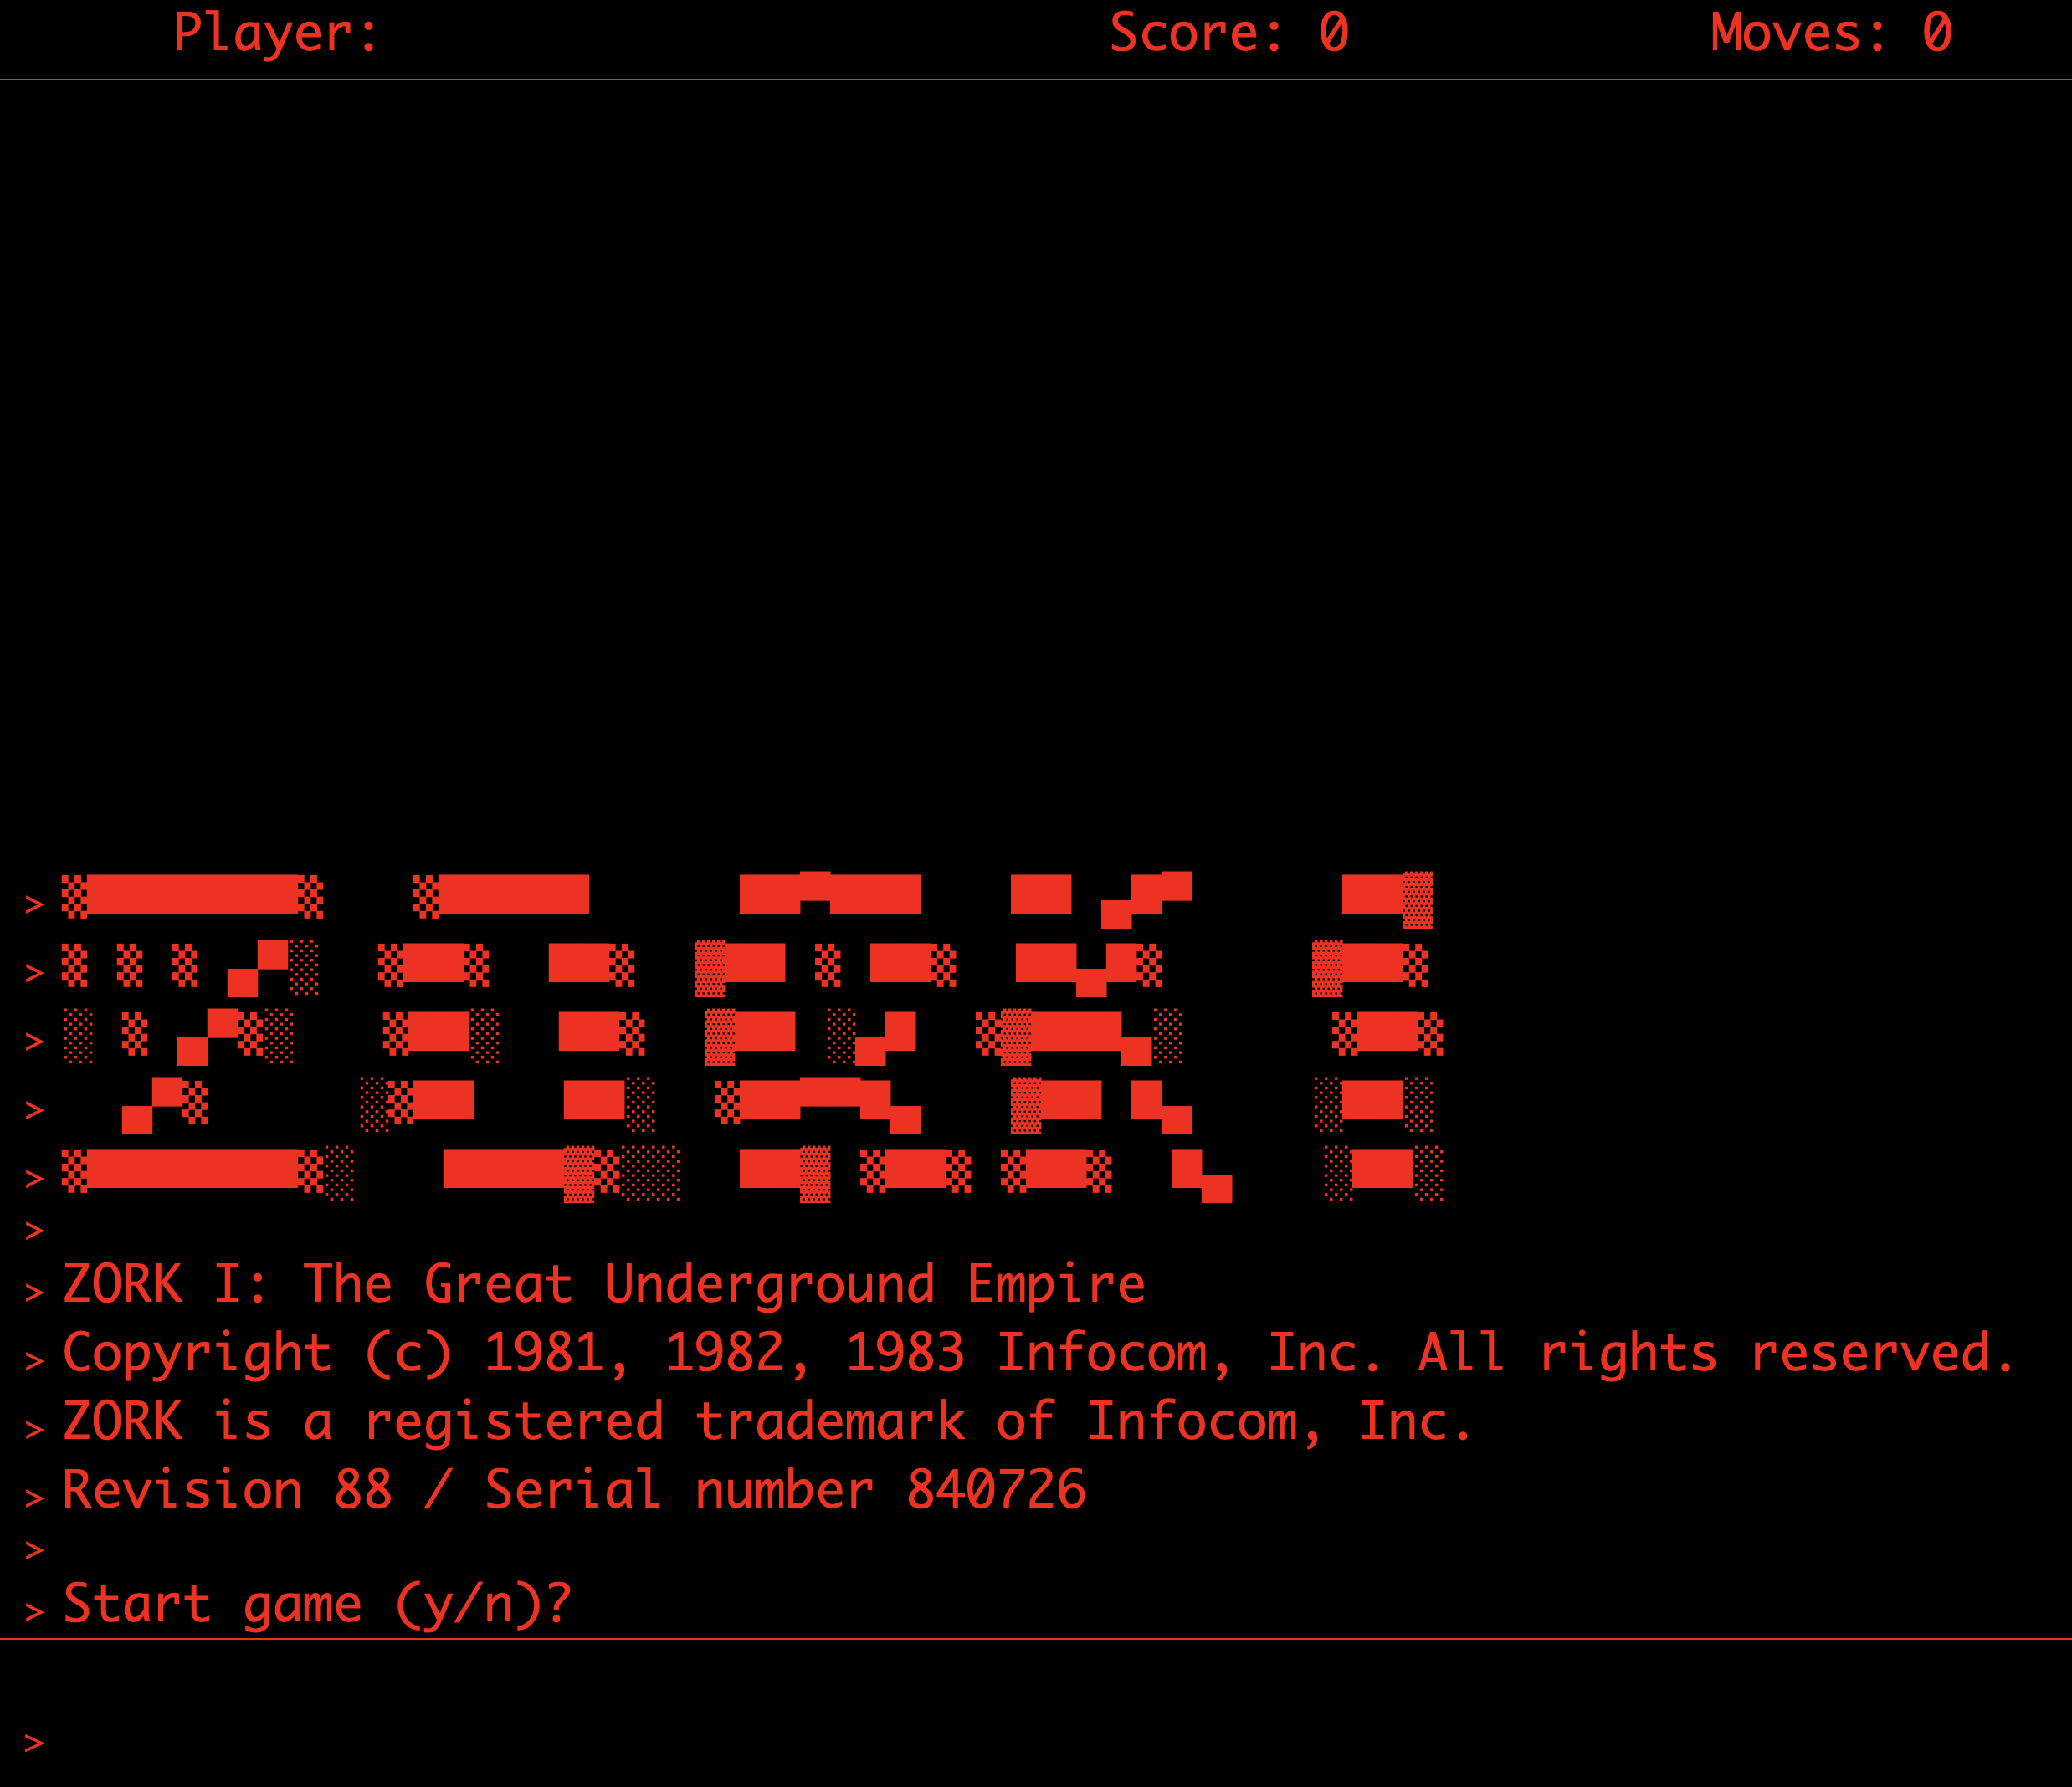 Player: Score: 0 Moves: 0
>
>
>
>
>
>
> ZORK I: The Great Underground Empire
> Copyright (c) 1981, 1982, 1983 Infocom, Inc. All rights reserved.
> ZORK is a registered trademark of Infocom, Inc.
> Revision 88 / Serial number 840726
>
> Start game (y/n)?
>